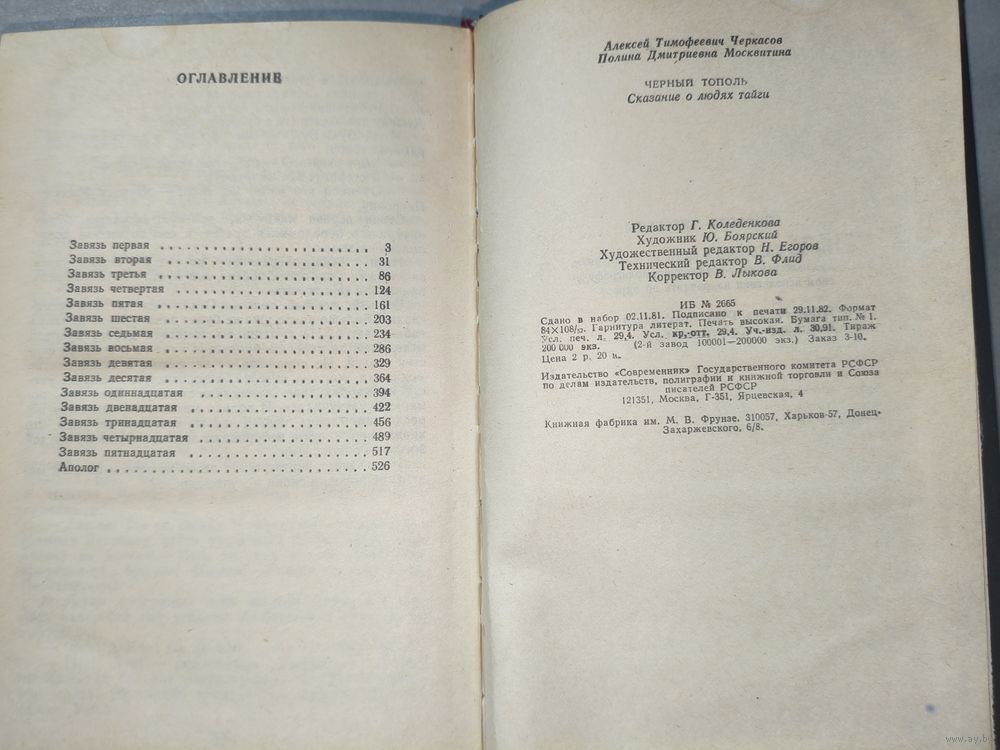 ОГЛАВЛЕНИЕ
Завязь первая 3
Завязь вторая 31
Завязь третья 86
Завязь четвертая 124
Завязь пятая 161
Завязь шестая 203
Завязь седьмая 234
Завязь восьмая 286
Завязь девятая 329
Завязь десятая 364
Завязь одиннадцатая 394
Завязь двенадцатая 422
Завязь тринадцатая 456
Завязь четырнадцатая 489
Завязь пятнадцатая 517
Аполог 526
Алексей Тимофеевич Черкасов
Полина Дмитриевна Москвитина
ЧЕРНЫЙ ТОПОЛЬ
Сказание о людях тайги
Редактор Г. Коледенкова
Художник Ю. Боярский
Художественный редактор Н. Егоров
Технический редактор В. Флид
Корректор В. Лыкова
ИБ № 2665
Сдано в набор 02.11.81. Подписано к печати 29.11.82. Формат
84×108/32. Гарнитура литерат. Печать высокая. Бумага тип. № 1.
Усл. печ. л. 29,4. Усл. кр.-отт. 29,4. Уч.-изд. л. 30,91. Тираж
200 000 экз. (2-й завод 100001—200000 экз.) Заказ 3-10.
Цена 2 р. 20 к.
Издательство «Современник» Государственного комитета РСФСР
по делам издательств, полиграфии и книжной торговли и Союза
писателей РСФСР
121351, Москва, Г-351, Ярцевская, 4
Книжная фабрика им. М. В. Фрунзе. 310057, Харьков-57, Донец-
Захаржевского, 6/8.
www.ay.by